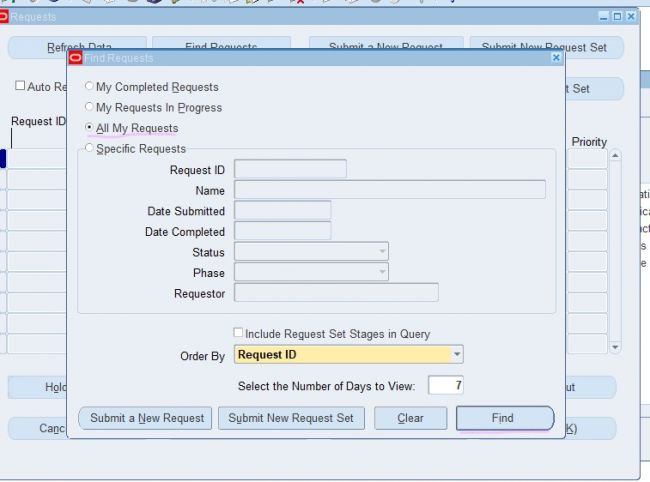 Requests
Refresh Data Find Requests Submit a New Request Submit New Request Set
Find Requests
Auto Re
t Set
My Completed Requests
My Requests In Progress
All My Requests
Specific Requests
Request ID
Priority
Request ID
Name
Date Submitted
Date Completed
Status
Phase
Requestor
Include Request Set Stages in Query
Order By Request ID
Select the Number of Days to View: 7
Hold
ut
Submit a New Request Submit New Request Set Clear Find
Canc
K)